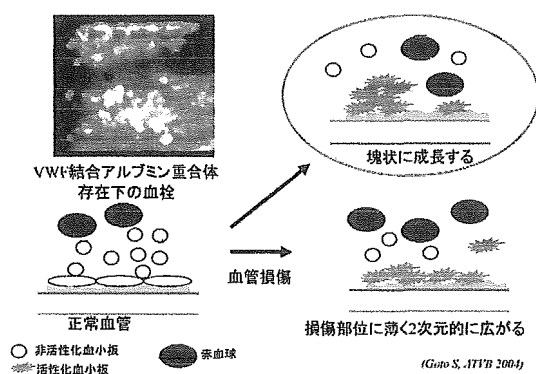 VWF結合アルブミン重合体
存在下の血栓
塊状に成長する
血管損傷
正常血管
損傷部位に薄く2次元的に広がる
非活性化血小板
活性化血小板
赤血球
(Goto S, ATVB 2004)